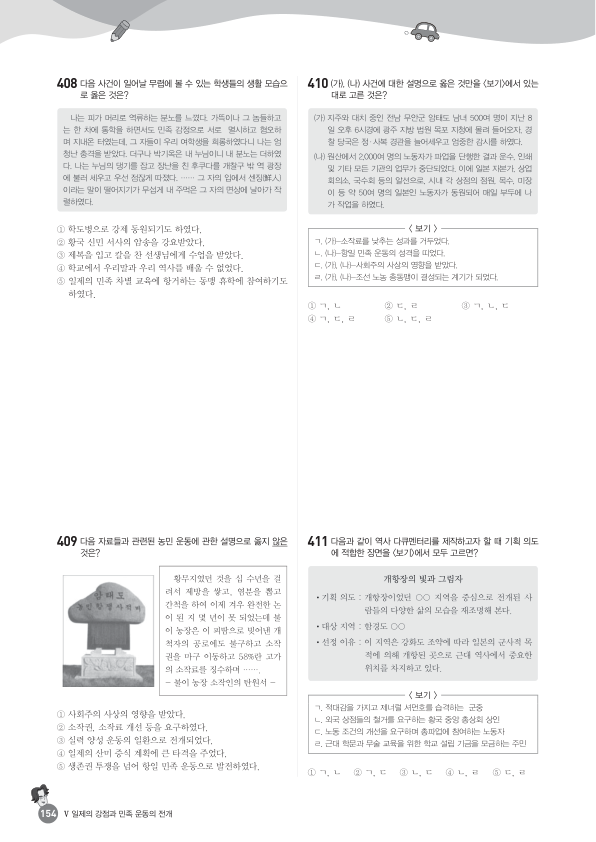 408 다음 사건이 일어날 무렵에 볼 수 있는 학생들의 생활 모습으
로 옳은 것은?
나는 피가 머리로 역류하는 분노를 느꼈다. 가뜩이나 그 놈들하고
는 한 차에 통학을 하면서도 민족 감정으로 서로 멸시하고 혐오하
며 지내온 터였는데, 그 자들이 우리 여학생을 희롱하였다니 나는 엄
청난 충격을 받았다. 더구나 박기옥은 내 누님이니 내 분노는 더하였
다. 나는 누님의 댕기를 잡고 장난을 친 후쿠다를 개찰구 밖 역 광장
에 불러 세우고 우선 점잖게 따졌다. …… 그 자의 입에서 센징(鮮人)
이라는 말이 떨어지기가 무섭게 내 주먹은 그 자의 면상에 날아가 작
렬하였다.
① 학도병으로 강제 동원되기도 하였다.
② 황국 신민 서사의 암송을 강요받았다.
③ 제복을 입고 칼을 찬 선생님에게 수업을 받았다.
④ 학교에서 우리말과 우리 역사를 배울 수 없었다.
⑤ 일제의 민족 차별 교육에 항거하는 동맹 휴학에 참여하기도
하였다.
409 다음 자료들과 관련된 농민 운동에 관한 설명으로 옳지 않은
것은?
암태도
농민항쟁사적비
황무지였던 것을 십 수년을 걸
려서 제방을 쌓고, 염분을 뽑고
간척을 하여 이제 겨우 완전한 논
이 된 지 몇 년이 못 되었는데 불
이 농장은 이 피땀으로 빚어낸 개
척자의 공로에도 불구하고 소작
권을 마구 이동하고 58%란 고가
의 소작료를 징수하며 …….
- 불이 농장 소작인의 탄원서 -
① 사회주의 사상의 영향을 받았다.
② 소작권, 소작료 개선 등을 요구하였다.
③ 실력 양성 운동의 일환으로 전개되었다.
④ 일제의 산미 증식 계획에 큰 타격을 주었다.
⑤ 생존권 투쟁을 넘어 항일 민족 운동으로 발전하였다.
410 (가), (나) 사건에 대한 설명으로 옳은 것만을 〈보기〉에서 있는
대로 고른 것은?
(가) 지주와 대치 중인 전남 무안군 암태도 남녀 500여 명이 지난 8
일 오후 6시경에 광주 지방 법원 목포 지청에 몰려 들어오자, 경
찰 당국은 정·사복 경관을 늘어세우고 엄중한 감시를 하였다.
(나) 원산에서 2,000여 명의 노동자가 파업을 단행한 결과 운수, 인쇄
및 기타 모든 기관의 업무가 중단되었다. 이에 일본 자본가, 상업
회의소, 국수회 등의 알선으로, 시내 각 상점의 점원, 목수, 미장
이 등 약 50여 명의 일본인 노동자가 동원되어 매일 부두에 나
가 작업을 하였다.
〈 보기 〉
ㄱ. (가)-소작료를 낮추는 성과를 거두었다.
ㄴ. (나)-항일 민족 운동의 성격을 띠었다.
ㄷ. (가), (나)-사회주의 사상의 영향을 받았다.
ㄹ. (가), (나)-조선 노농 총동맹이 결성되는 계기가 되었다.
① ㄱ, ㄴ ② ㄷ, ㄹ ③ ㄱ, ㄴ, ㄷ
④ ㄱ, ㄷ, ㄹ ⑤ ㄴ, ㄷ, ㄹ
411 다음과 같이 역사 다큐멘터리를 제작하고자 할 때 기획 의도
에 적합한 장면을 〈보기〉에서 모두 고르면?
개항장의 빛과 그림자
• 기획 의도 : 개항장이었던 ○○ 지역을 중심으로 전개된 사
람들의 다양한 삶의 모습을 재조명해 본다.
• 대상 지역 : 함경도 ○○
• 선정 이유 : 이 지역은 강화도 조약에 따라 일본의 군사적 목
적에 의해 개항된 곳으로 근대 역사에서 중요한
위치를 차지하고 있다.
〈 보기 〉
ㄱ. 적대감을 가지고 제너럴 셔먼호를 습격하는 군중
ㄴ. 외국 상점들의 철거를 요구하는 황국 중앙 총상회 상인
ㄷ. 노동 조건의 개선을 요구하며 총파업에 참여하는 노동자
ㄹ. 근대 학문과 무술 교육을 위한 학교 설립 기금을 모금하는 주민
① ㄱ, ㄴ ② ㄱ, ㄷ ③ ㄴ, ㄷ ④ ㄴ, ㄹ ⑤ ㄷ, ㄹ
154 V 일제의 강점과 민족 운동의 전개